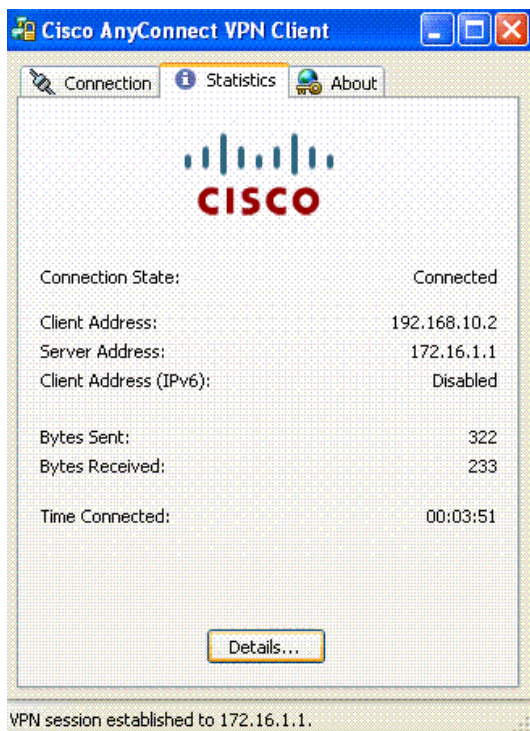 Cisco AnyConnect VPN Client
Connection Statistics About
CISCO
Connection State: Connected
Client Address: 192.168.10.2
Server Address: 172.16.1.1
Client Address (IPv6): Disabled
Bytes Sent: 322
Bytes Received: 233
Time Connected: 00:03:51
Details...
VPN session established to 172.16.1.1.